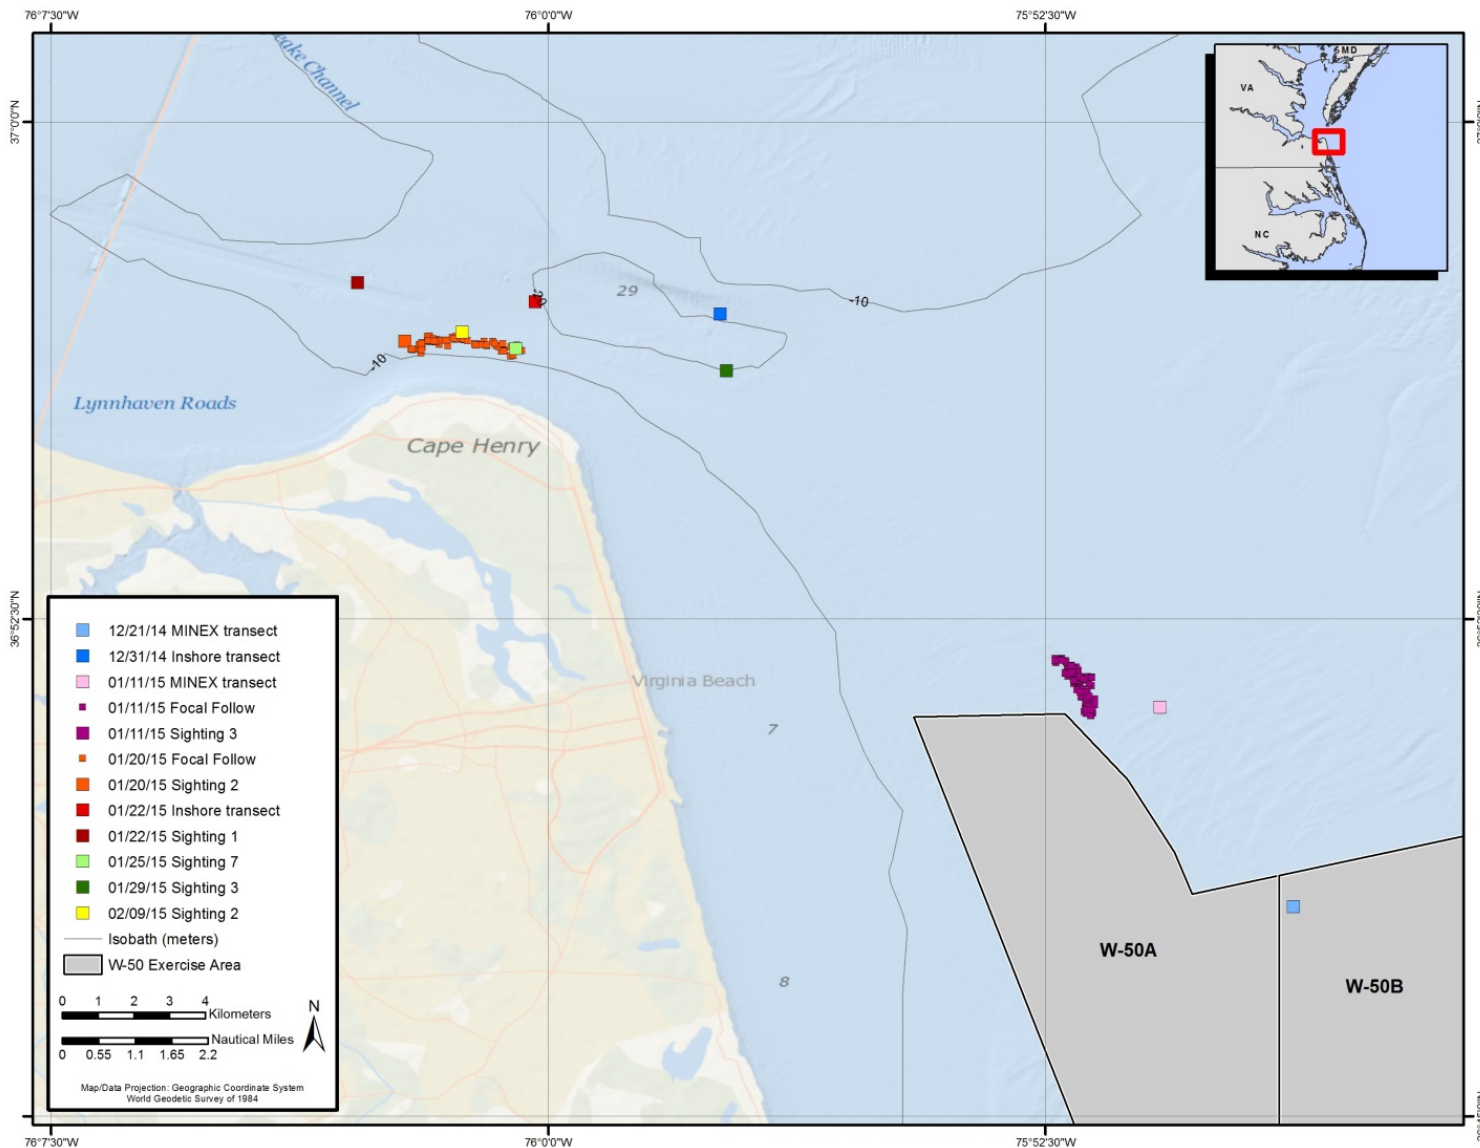 76°7'30"W
76°0'0"W
75°52'30"W
eake Channel
MD
VA
NC
37°0'0"N
29
-10
-20
-10
Lynnhaven Roads
Cape Henry
36°52'30"N
Virginia Beach
7
8
W-50A
W-50B
12/21/14 MINEX transect
12/31/14 Inshore transect
01/11/15 MINEX transect
01/11/15 Focal Follow
01/11/15 Sighting 3
01/20/15 Focal Follow
01/20/15 Sighting 2
01/22/15 Inshore transect
01/22/15 Sighting 1
01/25/15 Sighting 7
01/29/15 Sighting 3
02/09/15 Sighting 2
Isobath (meters)
W-50 Exercise Area
0 1 2 3 4
Kilometers
N
Nautical Miles
0 0.55 1.1 1.65 2.2
Map/Data Projection: Geographic Coordinate System
World Geodetic Survey of 1984
76°7'30"W
76°0'0"W
75°52'30"W